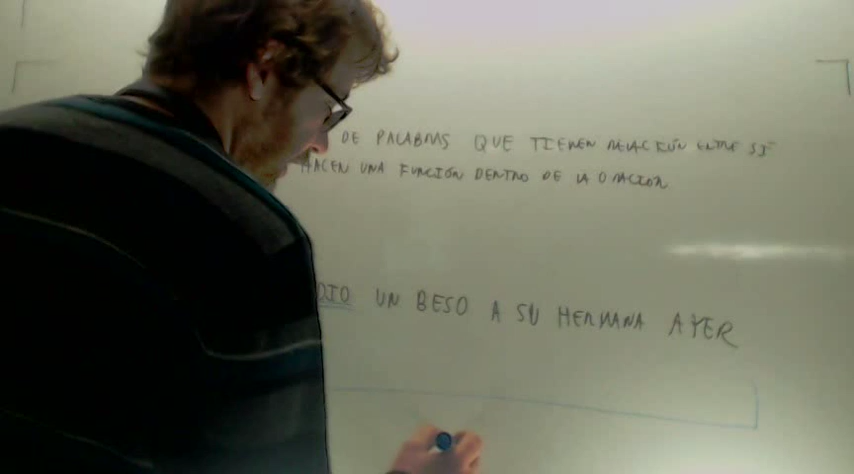 DE PALABRAS QUE TIENEN RELACIÓN ENTRE SÍ
HACEN UNA FUNCIÓN DENTRO DE LA ORACIÓN
DIO UN BESO A SU HERMANA AYER